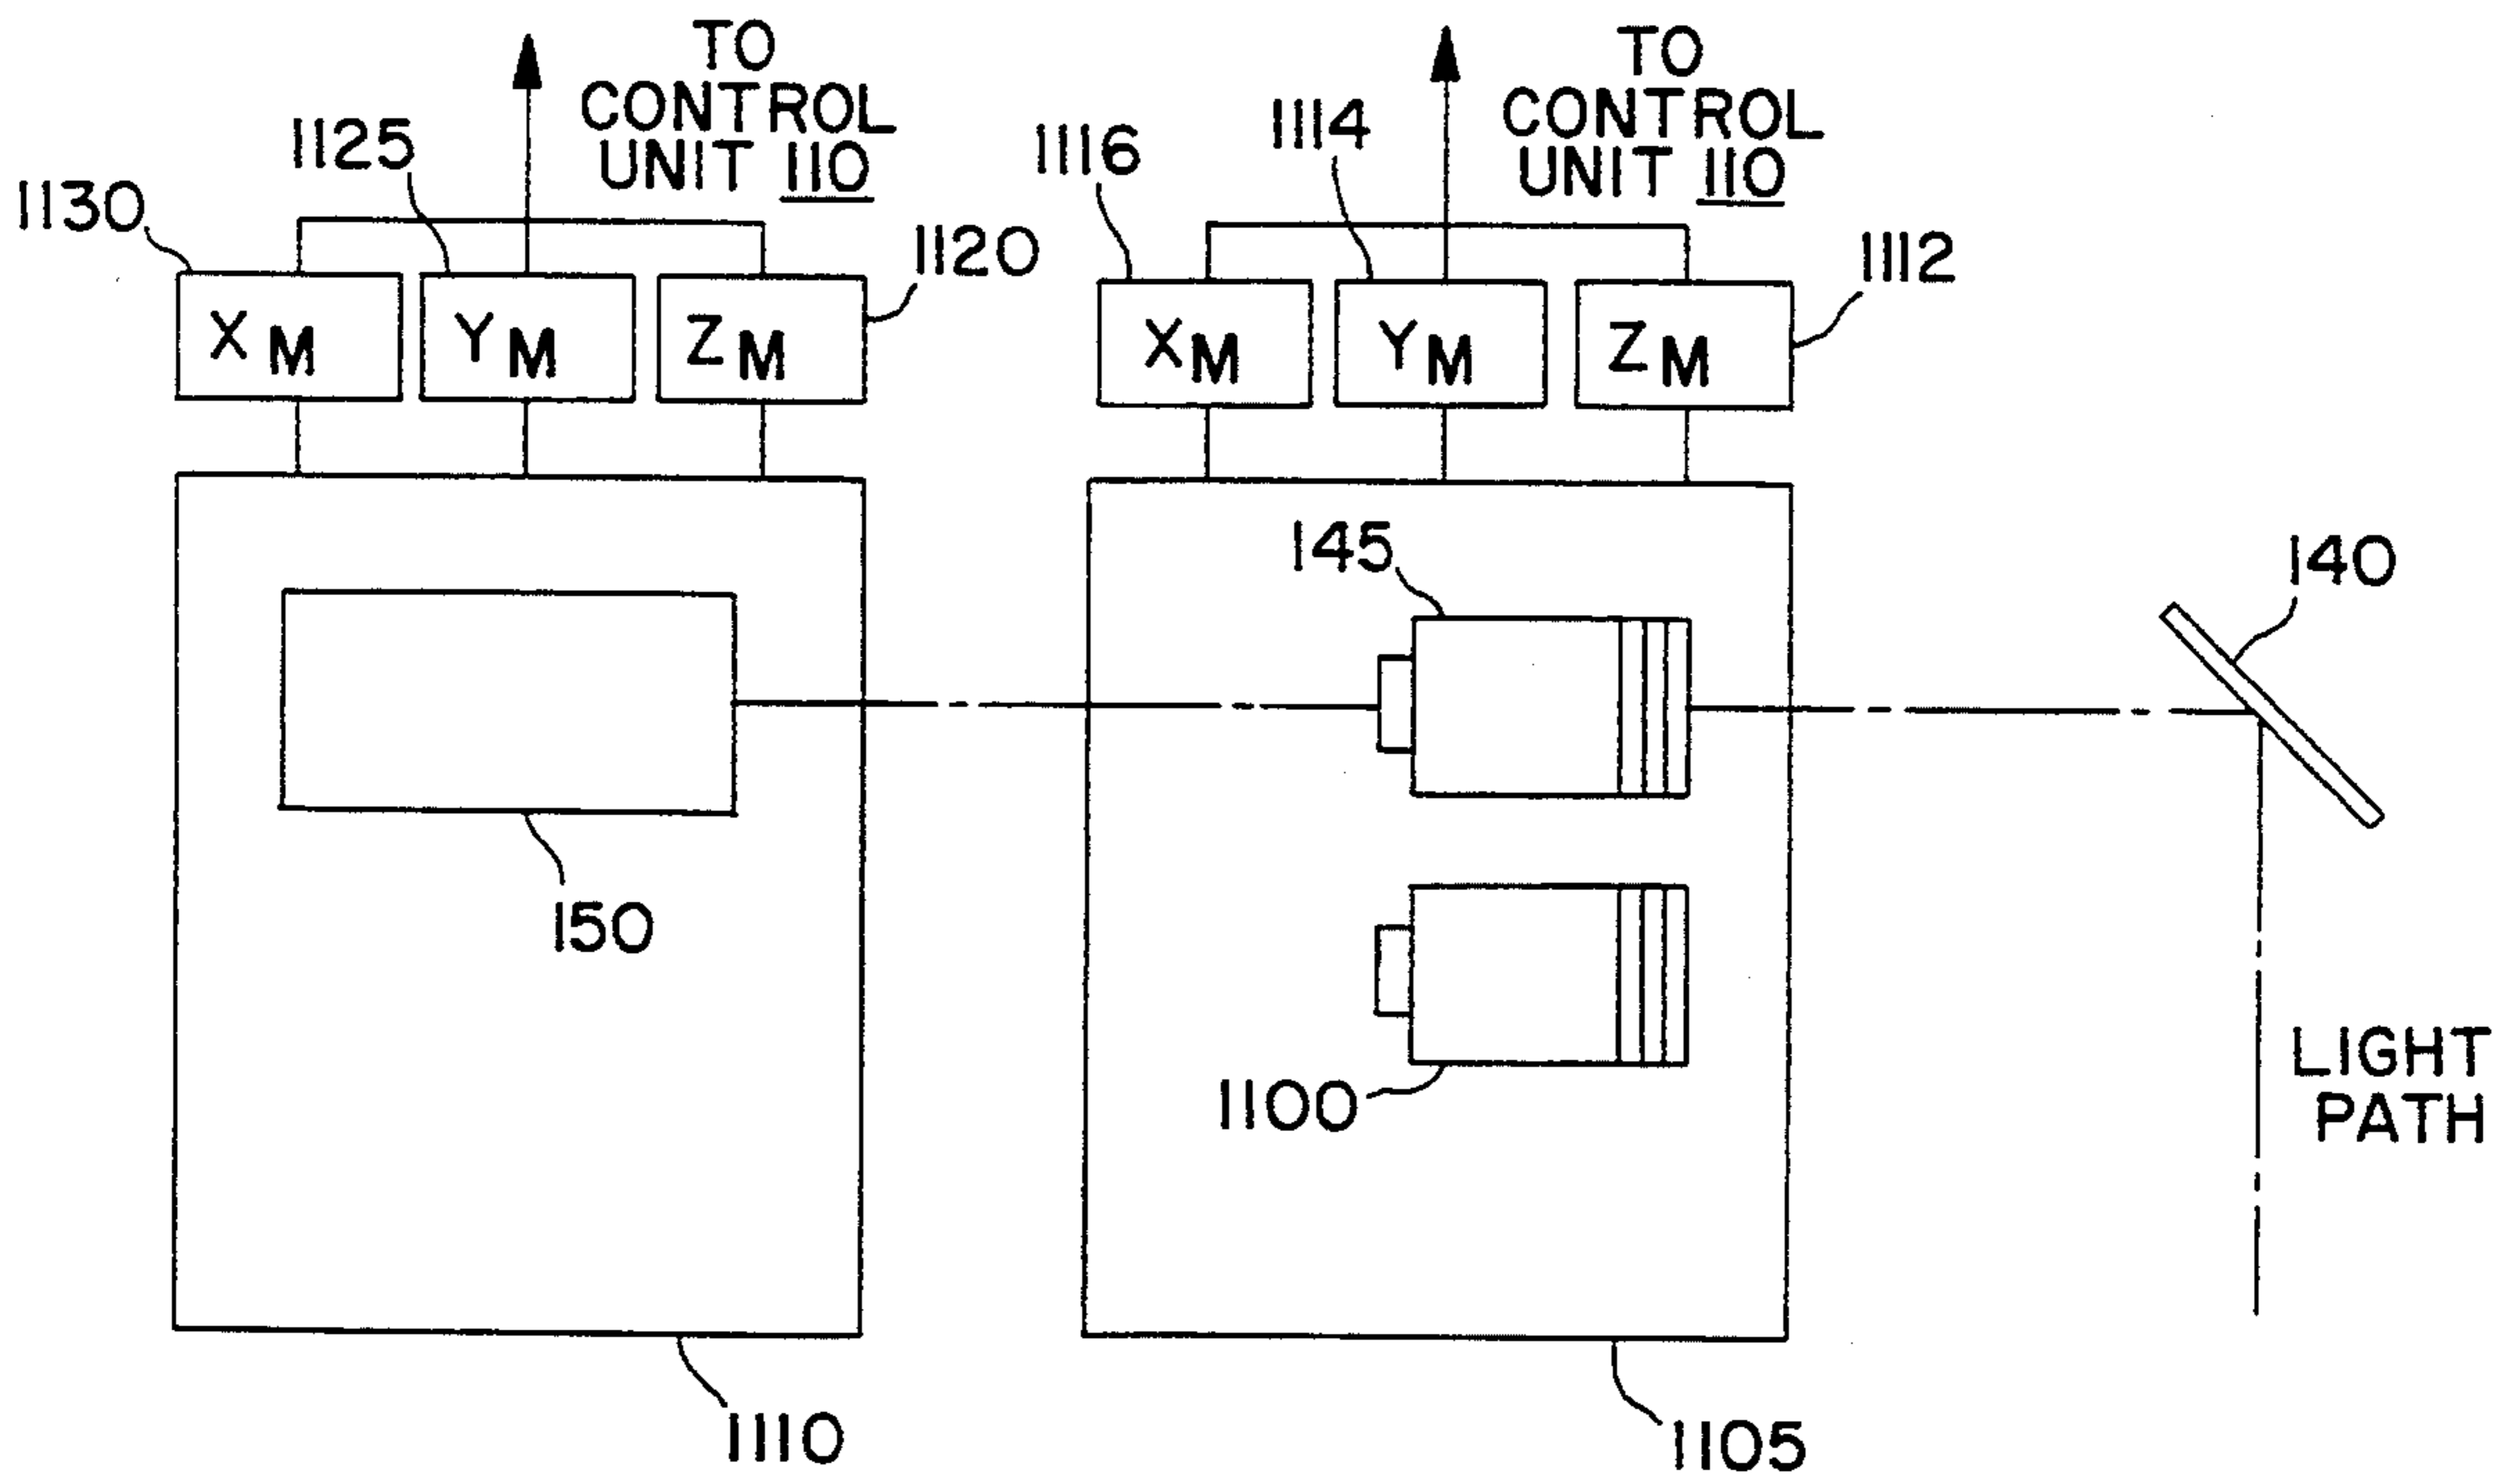 TO
CONTROL
UNIT 110
TO
CONTROL
UNIT 110
1130
1125
1120
1116
1114
1112
XM
YM
ZM
XM
YM
ZM
145
140
150
1100
LIGHT
PATH
1110
1105